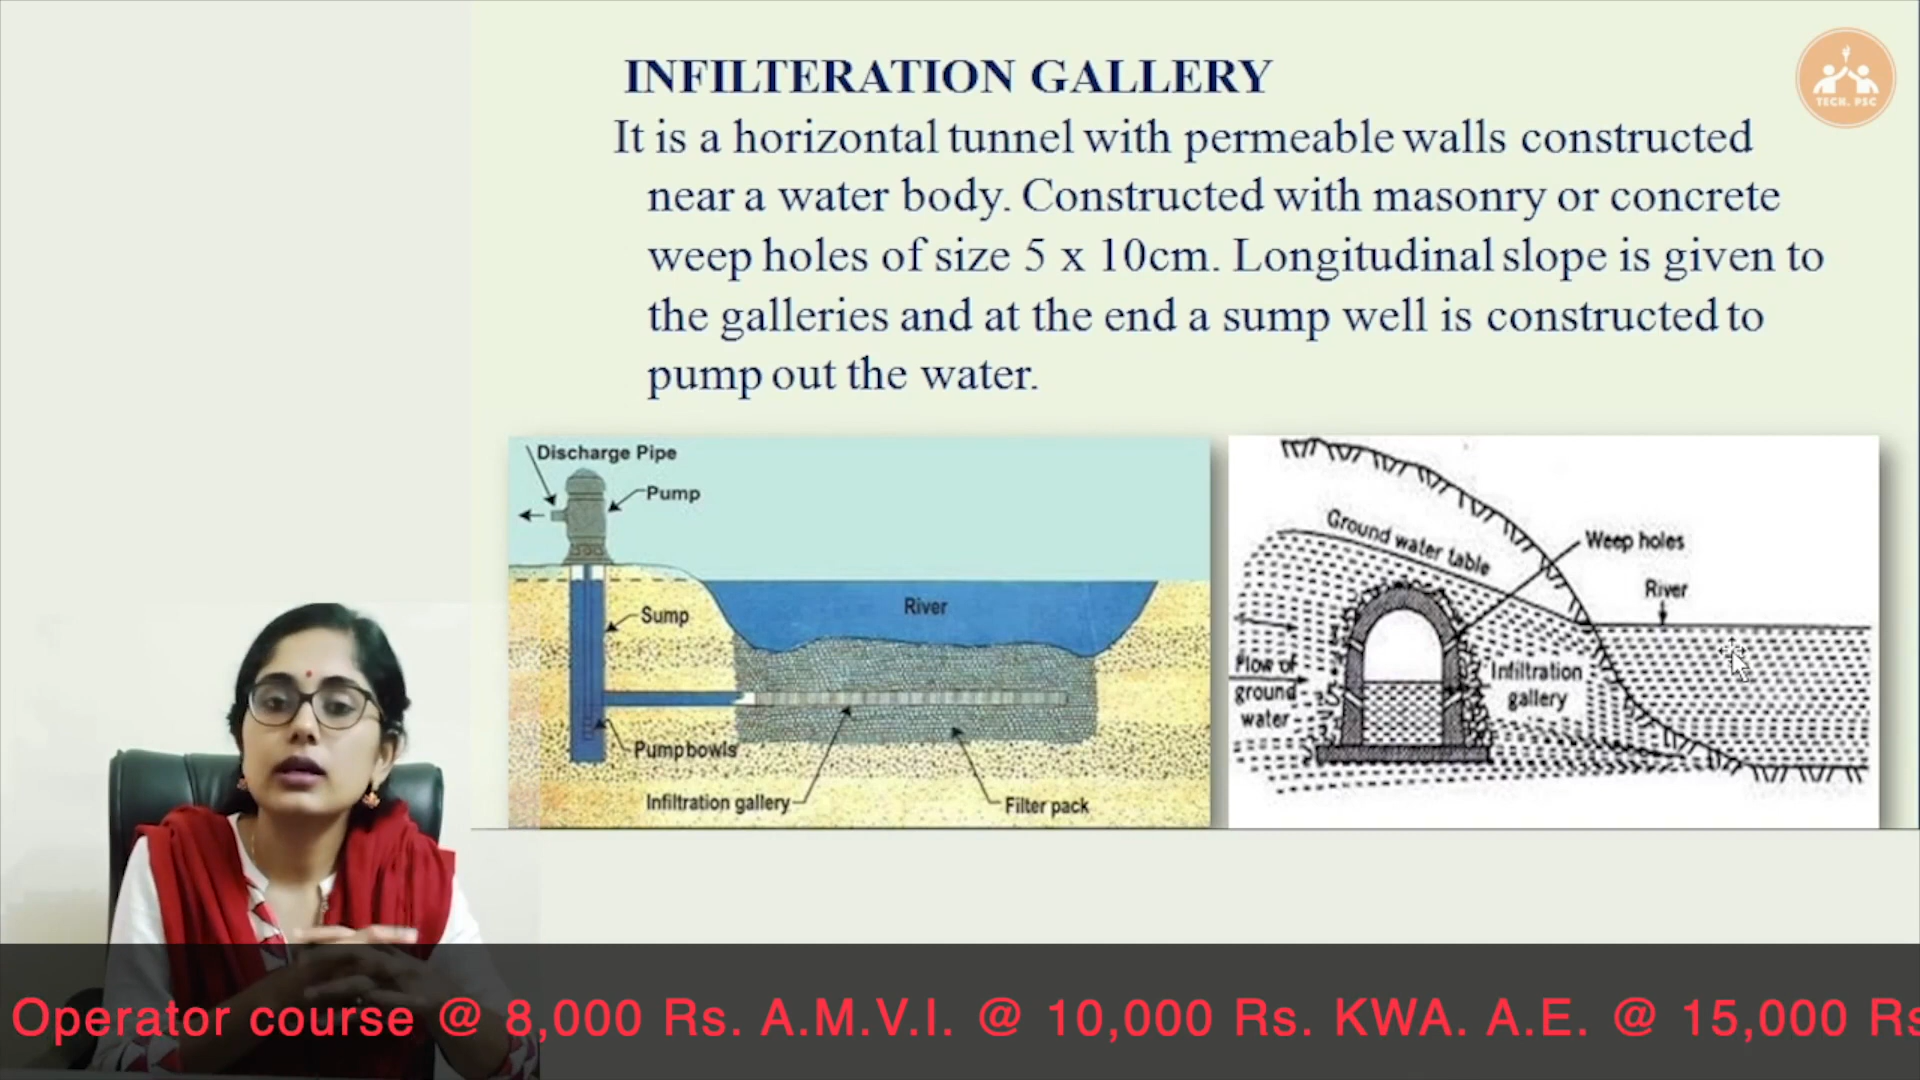 INFILTERATION GALLERY
TECH. PSC
It is a horizontal tunnel with permeable walls constructed
near a water body. Constructed with masonry or concrete
weep holes of size 5 x 10cm. Longitudinal slope is given to
the galleries and at the end a sump well is constructed to
pump out the water.
Discharge Pipe
Pump
River
Sump
Pump bowls
Infiltration gallery
Filter pack
Ground water table
Weep holes
River
Flow of
ground
water
Infiltration
gallery
Operator course @ 8,000 Rs. A.M.V.I. @ 10,000 Rs. KWA. A.E. @ 15,000 Rs